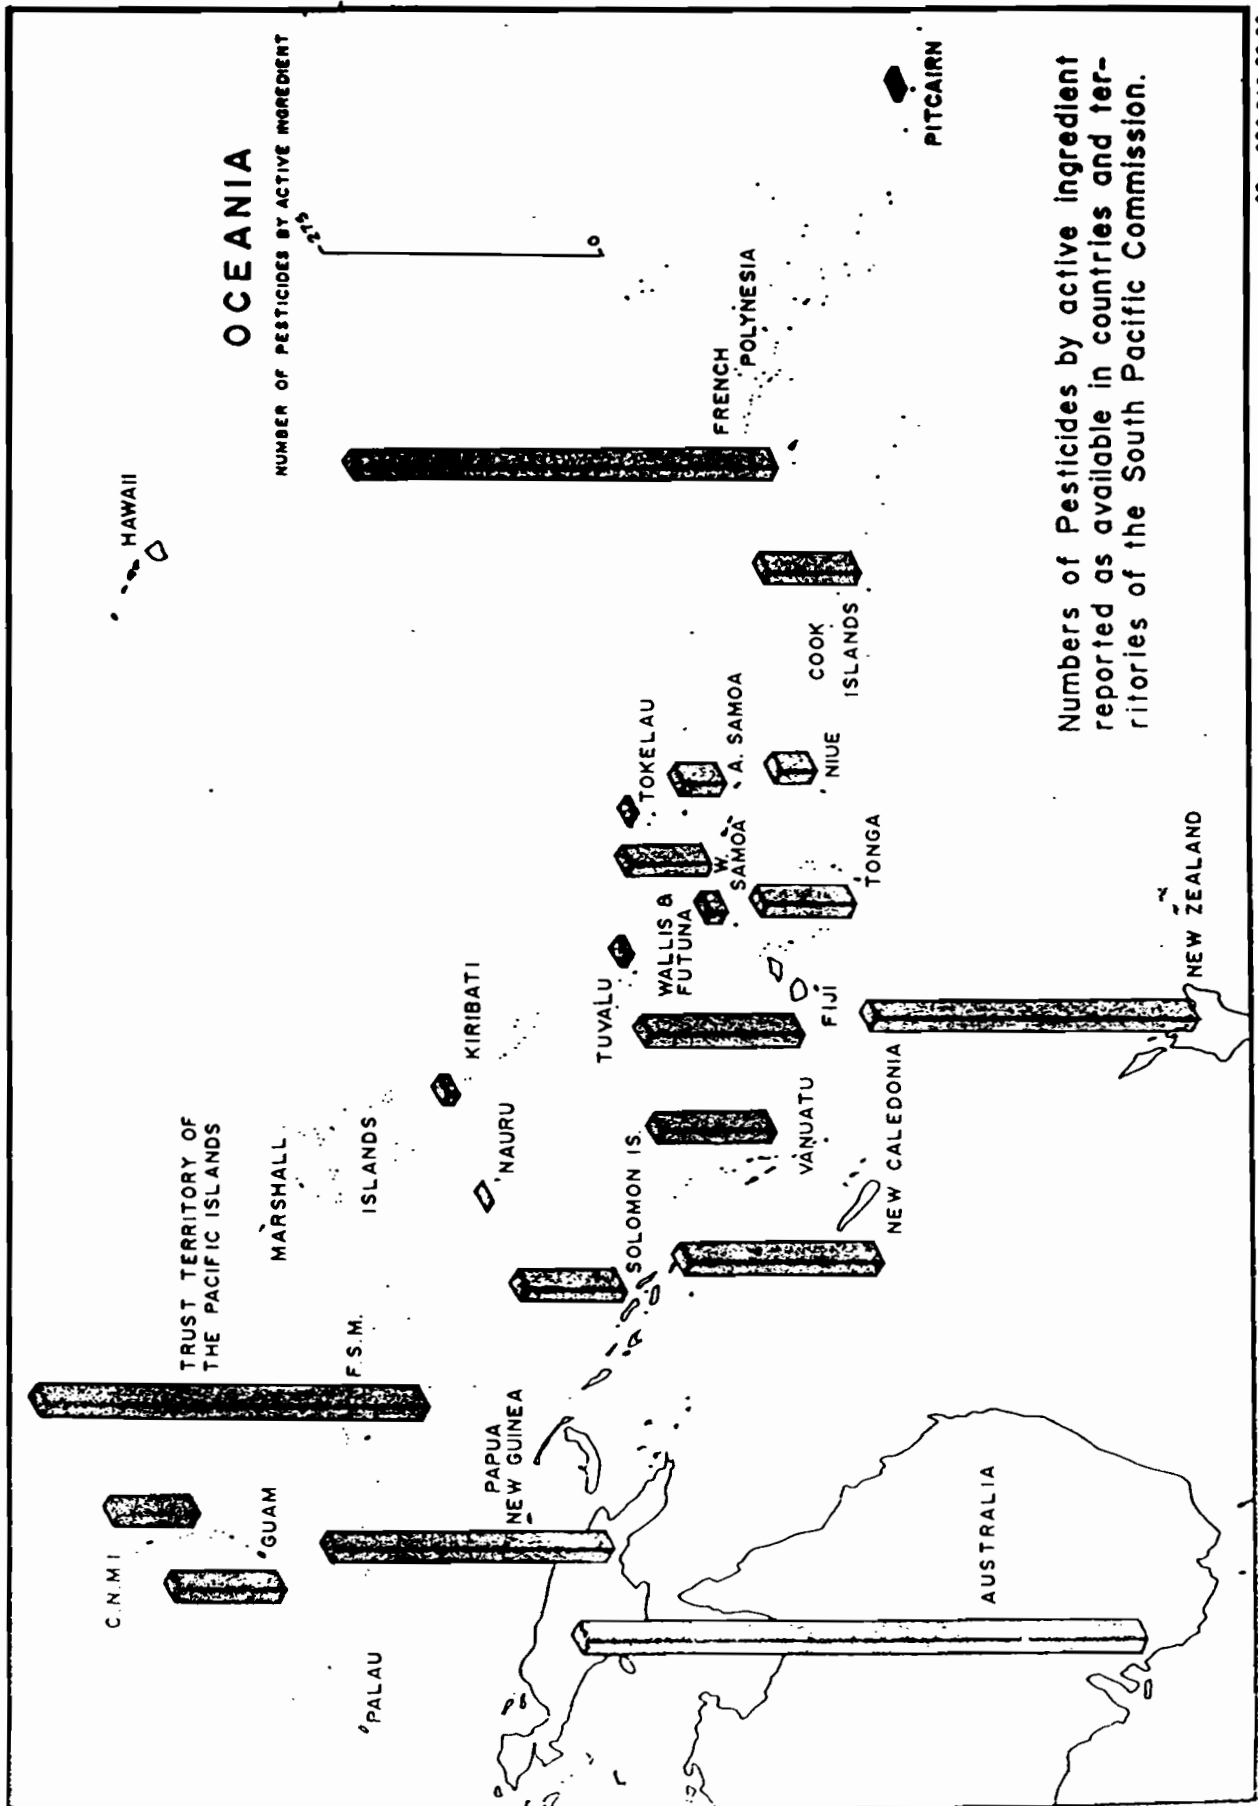 OCEANIA
NUMBER OF PESTICIDES BY ACTIVE INGREDIENT
275
0
HAWAII
C.N.M.I
GUAM
PALAU
TRUST TERRITORY OF
THE PACIFIC ISLANDS
F.S.M.
MARSHALL
ISLANDS
KIRIBATI
NAURU
PAPUA
NEW GUINEA
SOLOMON IS.
TUVALU
TOKELAU
WALLIS &
FUTUNA
W.
SAMOA
A. SAMOA
FRENCH
POLYNESIA
COOK
ISLANDS
NIUE
TONGA
FIJI
VANUATU
NEW CALEDONIA
PITCAIRN
AUSTRALIA
NEW ZEALAND
Numbers of Pesticides by active ingredient
reported as available in countries and ter-
ritories of the South Pacific Commission.